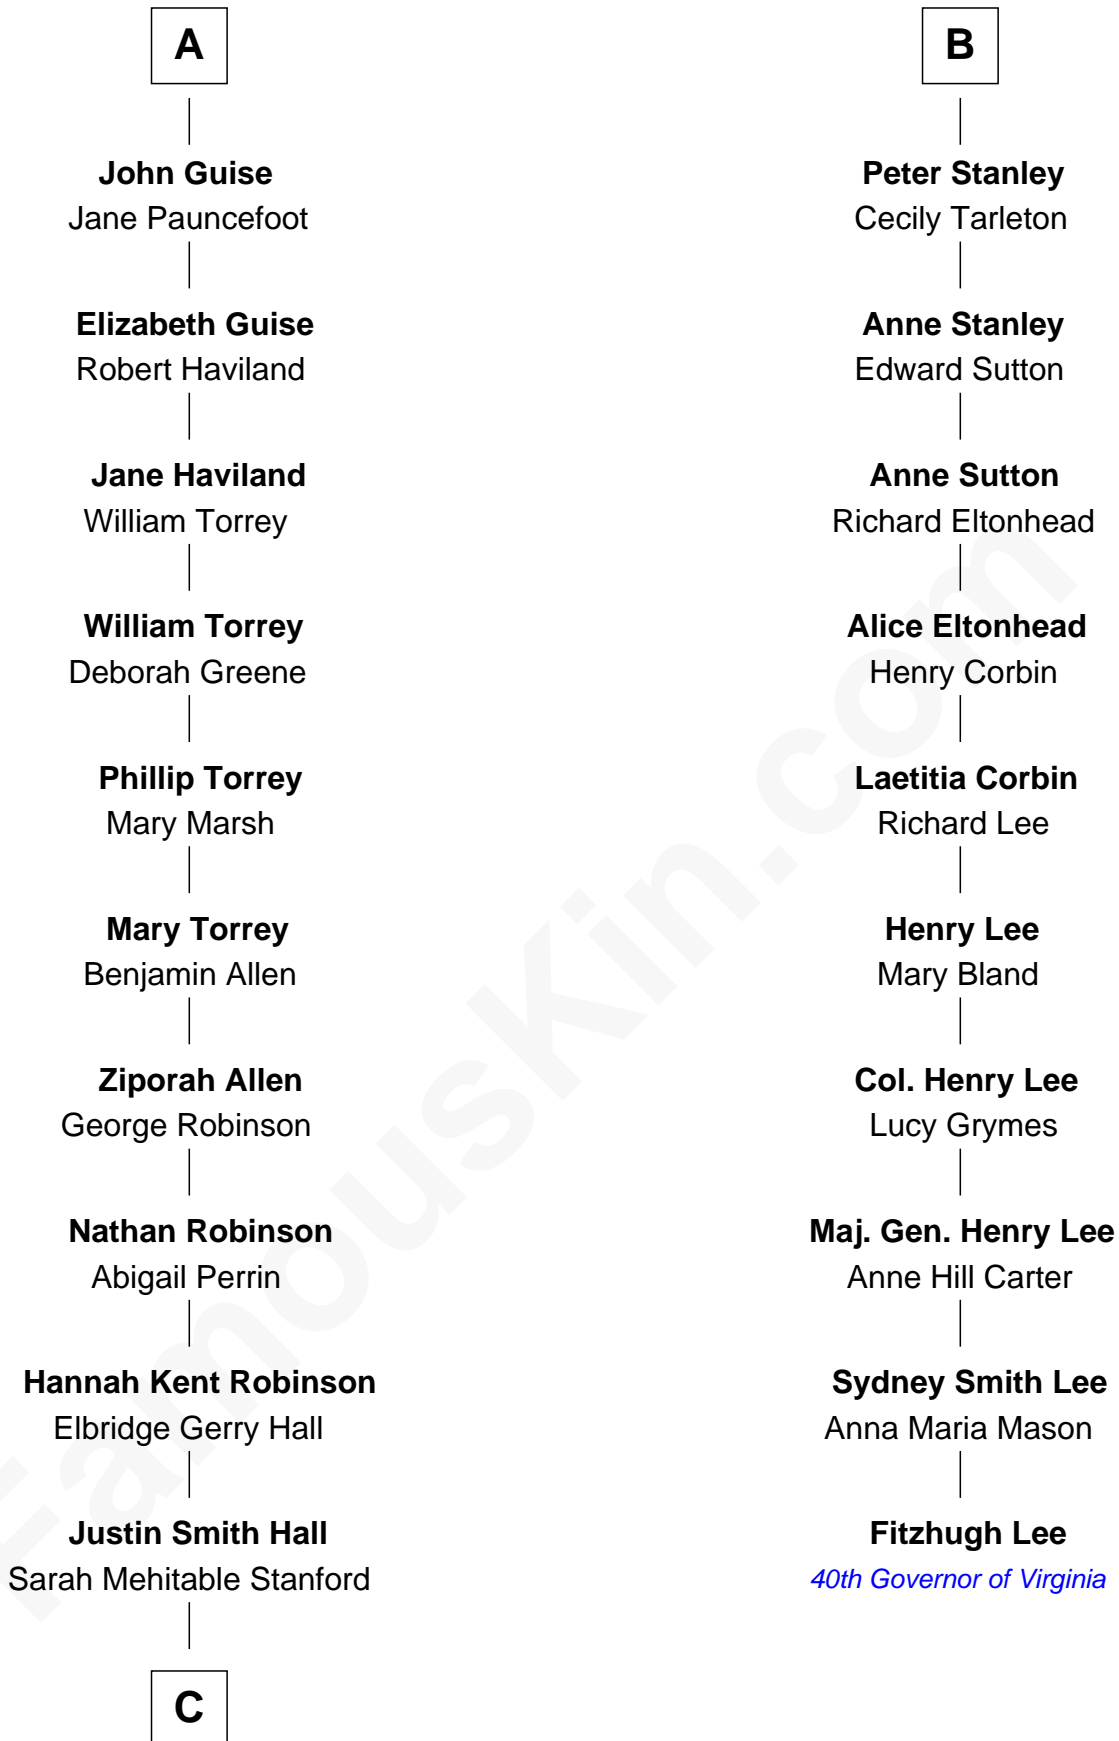 A
John Guise
Jane Pauncefoot
Elizabeth Guise
Robert Haviland
Jane Haviland
William Torrey
William Torrey
Deborah Greene
Phillip Torrey
Mary Marsh
Mary Torrey
Benjamin Allen
Ziporah Allen
George Robinson
Nathan Robinson
Abigail Perrin
Hannah Kent Robinson
Elbridge Gerry Hall
Justin Smith Hall
Sarah Mehitable Stanford
C
B
Peter Stanley
Cecily Tarleton
Anne Stanley
Edward Sutton
Anne Sutton
Richard Eltonhead
Alice Eltonhead
Henry Corbin
Laetitia Corbin
Richard Lee
Henry Lee
Mary Bland
Col. Henry Lee
Lucy Grymes
Maj. Gen. Henry Lee
Anne Hill Carter
Sydney Smith Lee
Anna Maria Mason
Fitzhugh Lee
40th Governor of Virginia
FamousKin.com